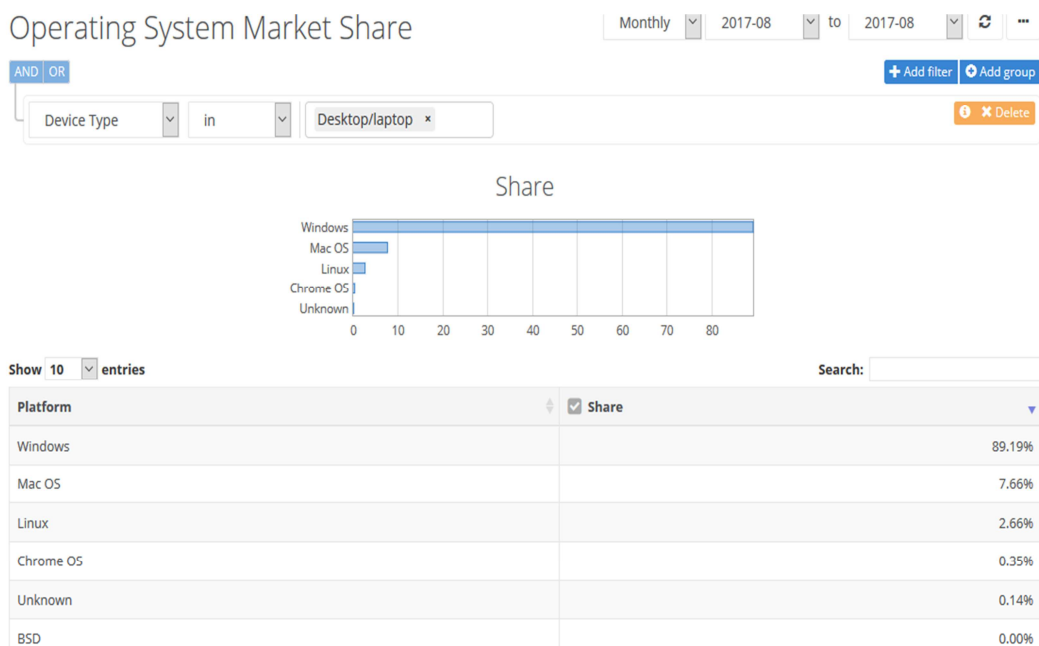 Operating System Market Share
Monthly 2017-08 to 2017-08 ...
AND OR
+ Add filter Add group
Device Type in Desktop/laptop × Delete
Share
Windows
Mac OS
Linux
Chrome OS
Unknown
0 10 20 30 40 50 60 70 80
Show 10 entries Search:
Platform Share
Windows 89.19%
Mac OS 7.66%
Linux 2.66%
Chrome OS 0.35%
Unknown 0.14%
BSD 0.00%